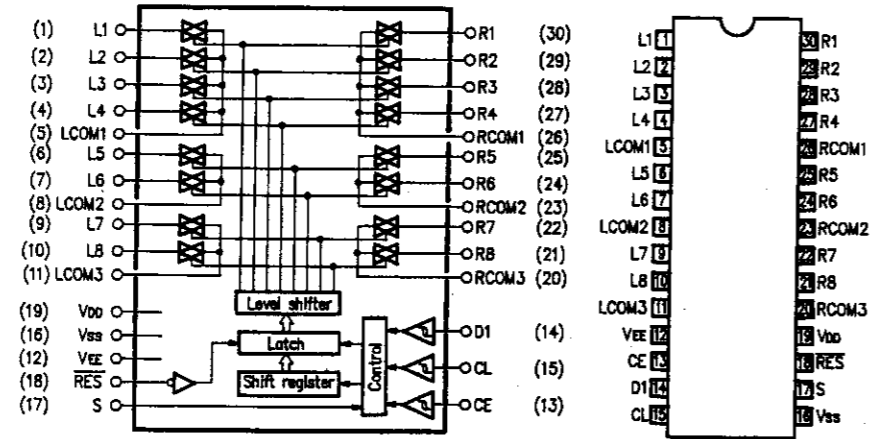 (1) L1 R1 (30)
(2) L2 R2 (29)
(3) L3 R3 (28)
(4) L4 R4 (27)
(5) LCOM1 RCOM1 (26)
(6) L5 R5 (25)
(7) L6 R6 (24)
(8) LCOM2 RCOM2 (23)
(9) L7 R7 (22)
(10) L8 R8 (21)
(11) LCOM3 RCOM3 (20)
Level shifter
(19) VDD
(16) VSS Latch D1 (14)
(12) VEE Control CL (15)
(18) RES Shift register
(17) S CE (13)
L1 1 30 R1
L2 2 29 R2
L3 3 28 R3
L4 4 27 R4
LCOM1 5 26 RCOM1
L5 6 25 R5
L6 7 24 R6
LCOM2 8 23 RCOM2
L7 9 22 R7
L8 10 21 R8
LCOM3 11 20 RCOM3
VEE 12 19 VDD
CE 13 18 RES
D1 14 17 S
CL 15 16 VSS